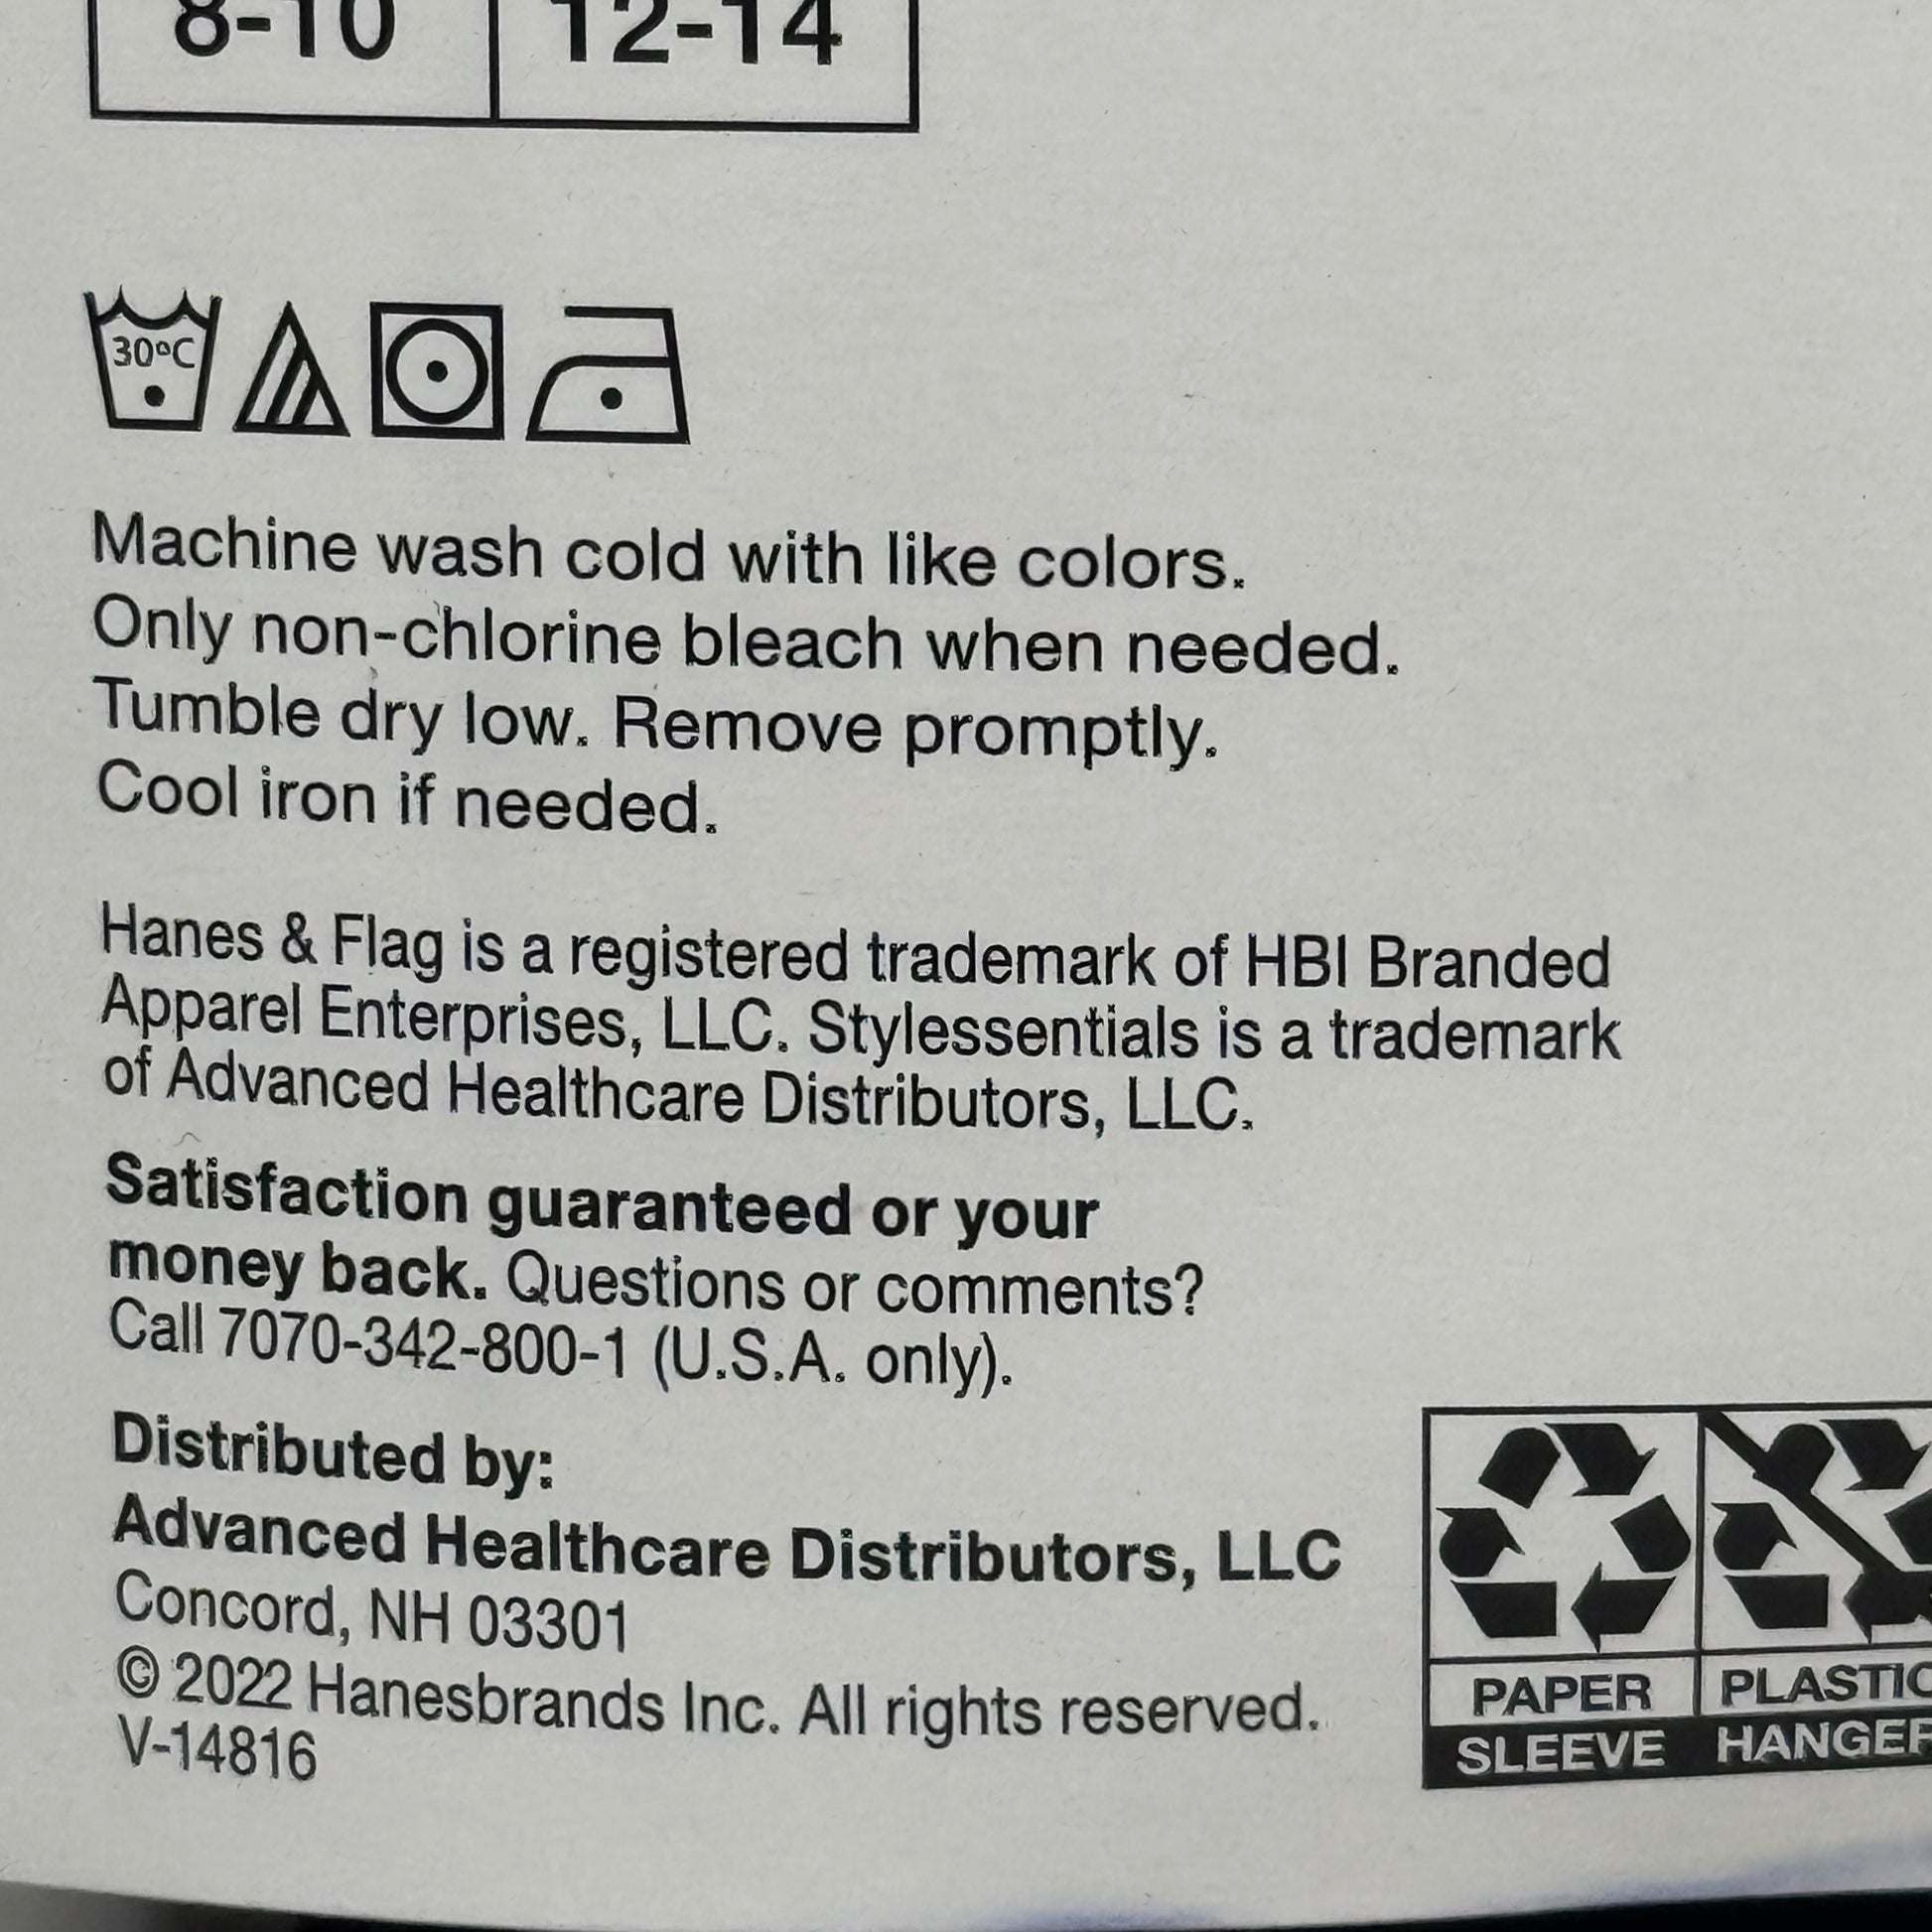 8-10 12-14
30°C
Machine wash cold with like colors.
Only non-chlorine bleach when needed.
Tumble dry low. Remove promptly.
Cool iron if needed.
Hanes & Flag is a registered trademark of HBI Branded
Apparel Enterprises, LLC. Stylessentials is a trademark
of Advanced Healthcare Distributors, LLC.
Satisfaction guaranteed or your
money back. Questions or comments?
Call 7070-342-800-1 (U.S.A. only).
Distributed by:
Advanced Healthcare Distributors, LLC
Concord, NH 03301
© 2022 Hanesbrands Inc. All rights reserved.
V-14816
PAPER PLASTIC
SLEEVE HANGER